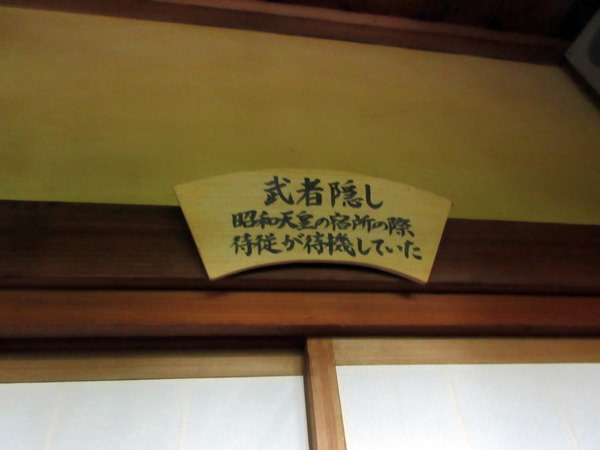 武者隠し
昭和天皇の宿所の際
侍従が待機していた